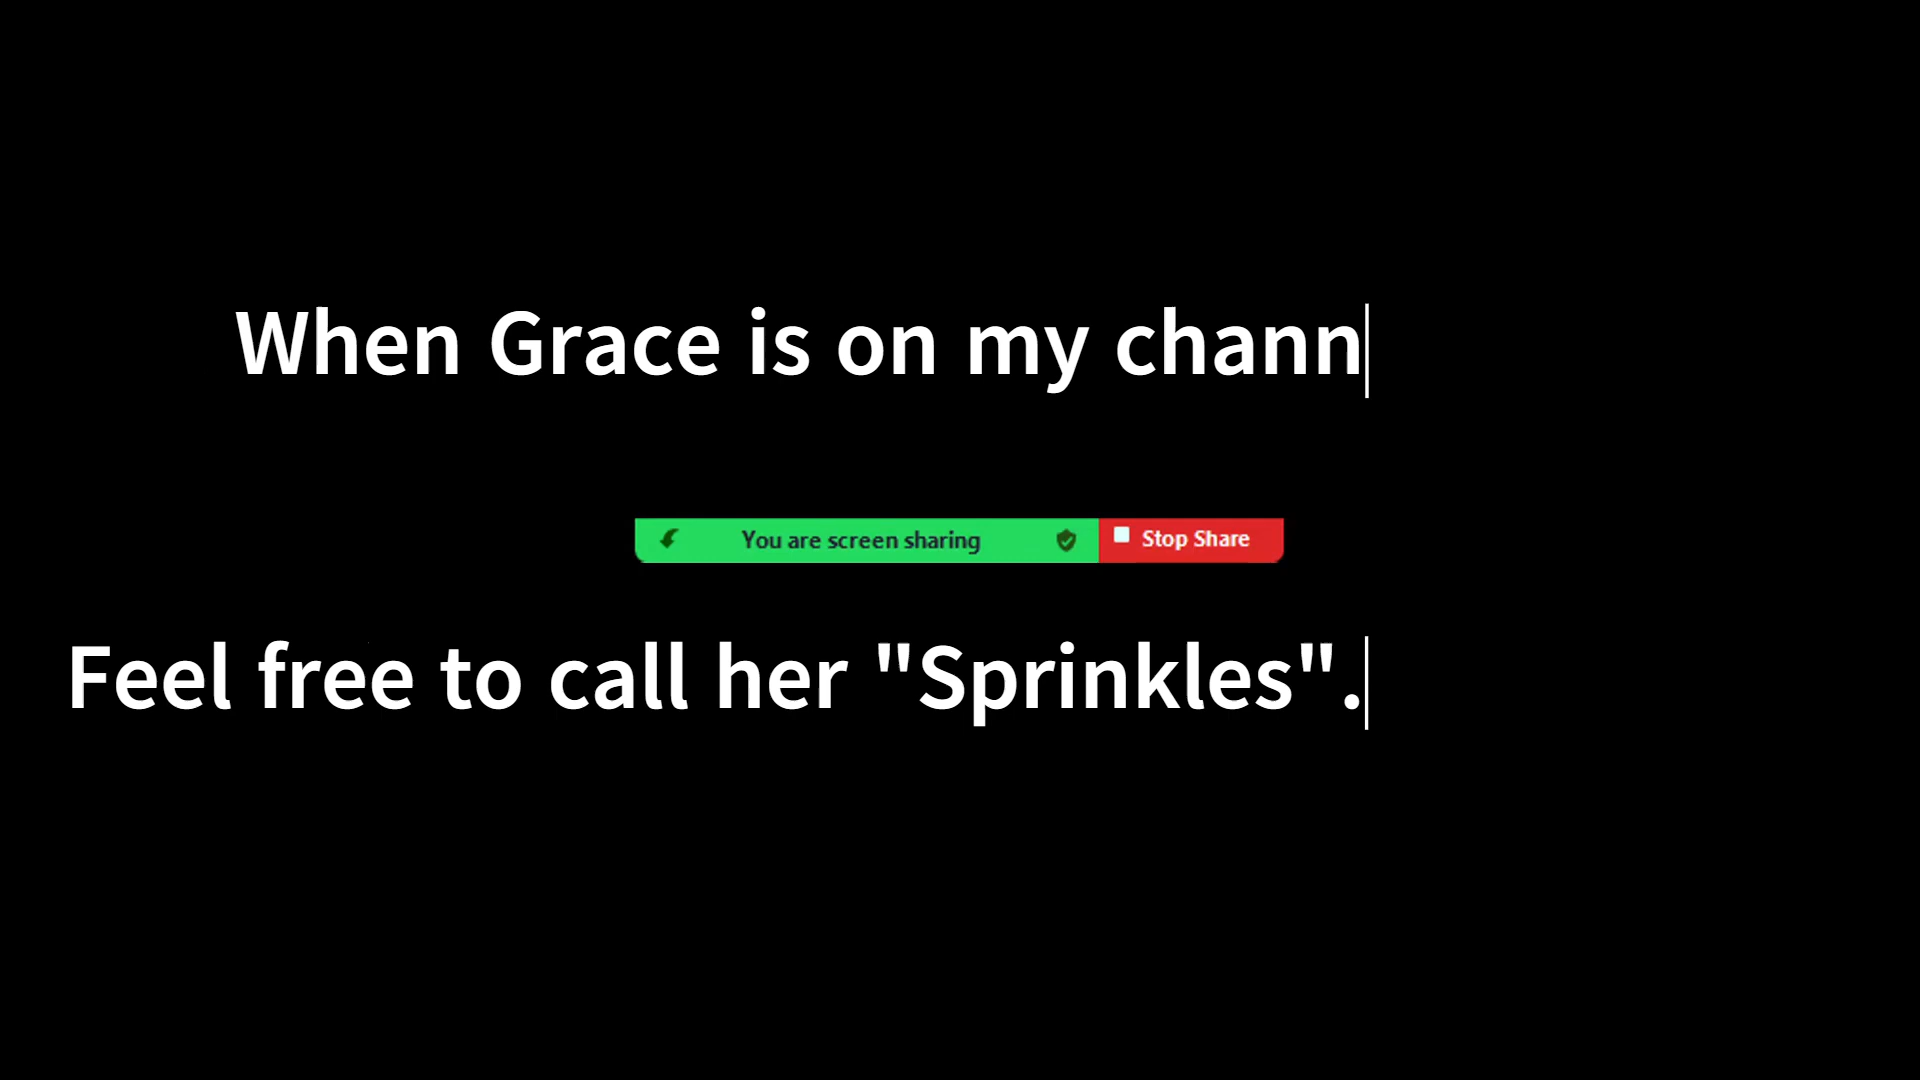 When Grace is on my chann
You are screen sharing Stop Share
Feel free to call her "Sprinkles".